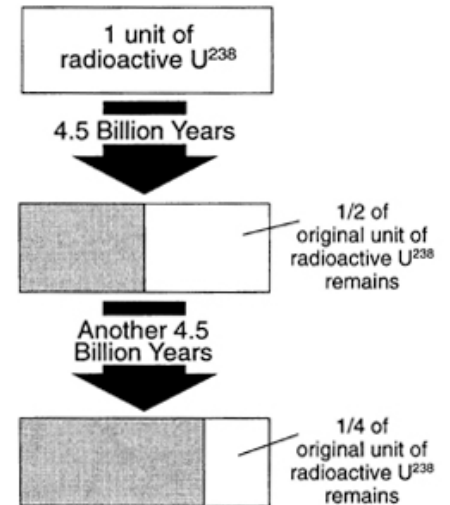 1 unit of
radioactive U²³⁸
4.5 Billion Years
1/2 of
original unit of
radioactive U²³⁸
remains
Another 4.5
Billion Years
1/4 of
original unit of
radioactive U²³⁸
remains